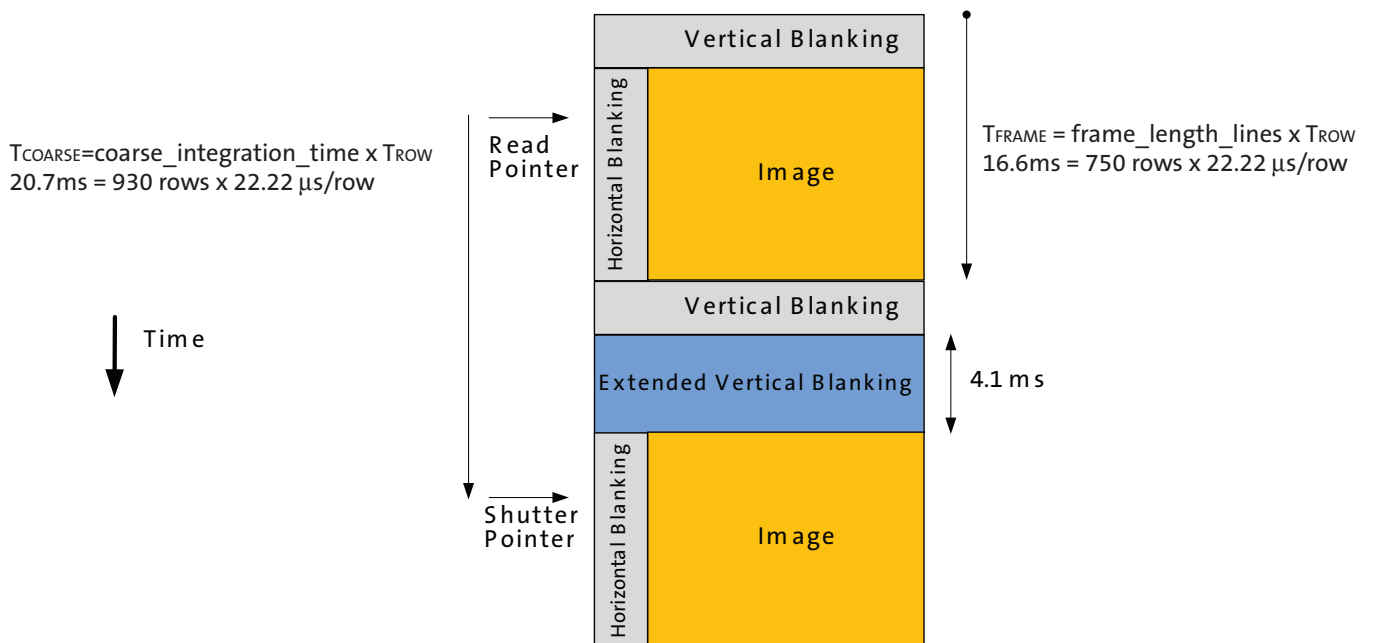 Vertical Blanking
Horizontal Blanking
Image
Read
Pointer
TCOARSE=coarse_integration_time x TROW
20.7ms = 930 rows x 22.22 μs/row
TFRAME = frame_length_lines x TROW
16.6ms = 750 rows x 22.22 μs/row
Vertical Blanking
Time
Extended Vertical Blanking
4.1 ms
Horizontal Blanking
Image
Shutter
Pointer